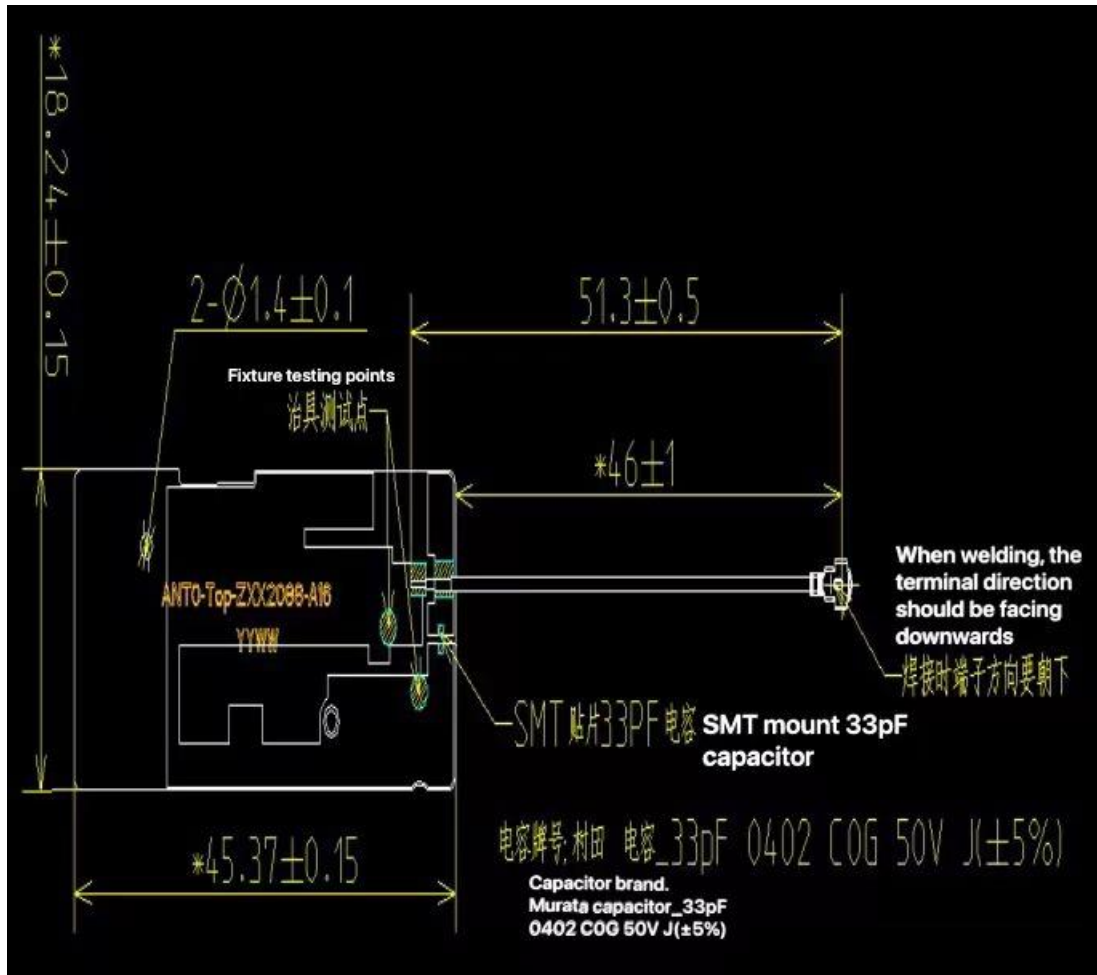 *18.24±0.15
2-Ø1.4±0.1
51.3±0.5
Fixture testing points
治具测试点
*46±1
When welding, the
terminal direction
should be facing
downwards
焊接时端子方向要朝下
ANT0-Top-ZXX2086-A16
YYWW
SMT 贴片33PF 电容
SMT mount 33pF
capacitor
*45.37±0.15
电容牌号;村田 电容_33pF 0402 C0G 50V J(±5%)
Capacitor brand.
Murata capacitor_33pF
0402 C0G 50V J(±5%)